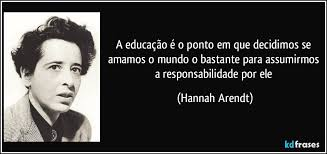 A educação é o ponto em que decidimos se
amamos o mundo o bastante para assumirmos
a responsabilidade por ele
(Hannah Arendt)
kdfrases